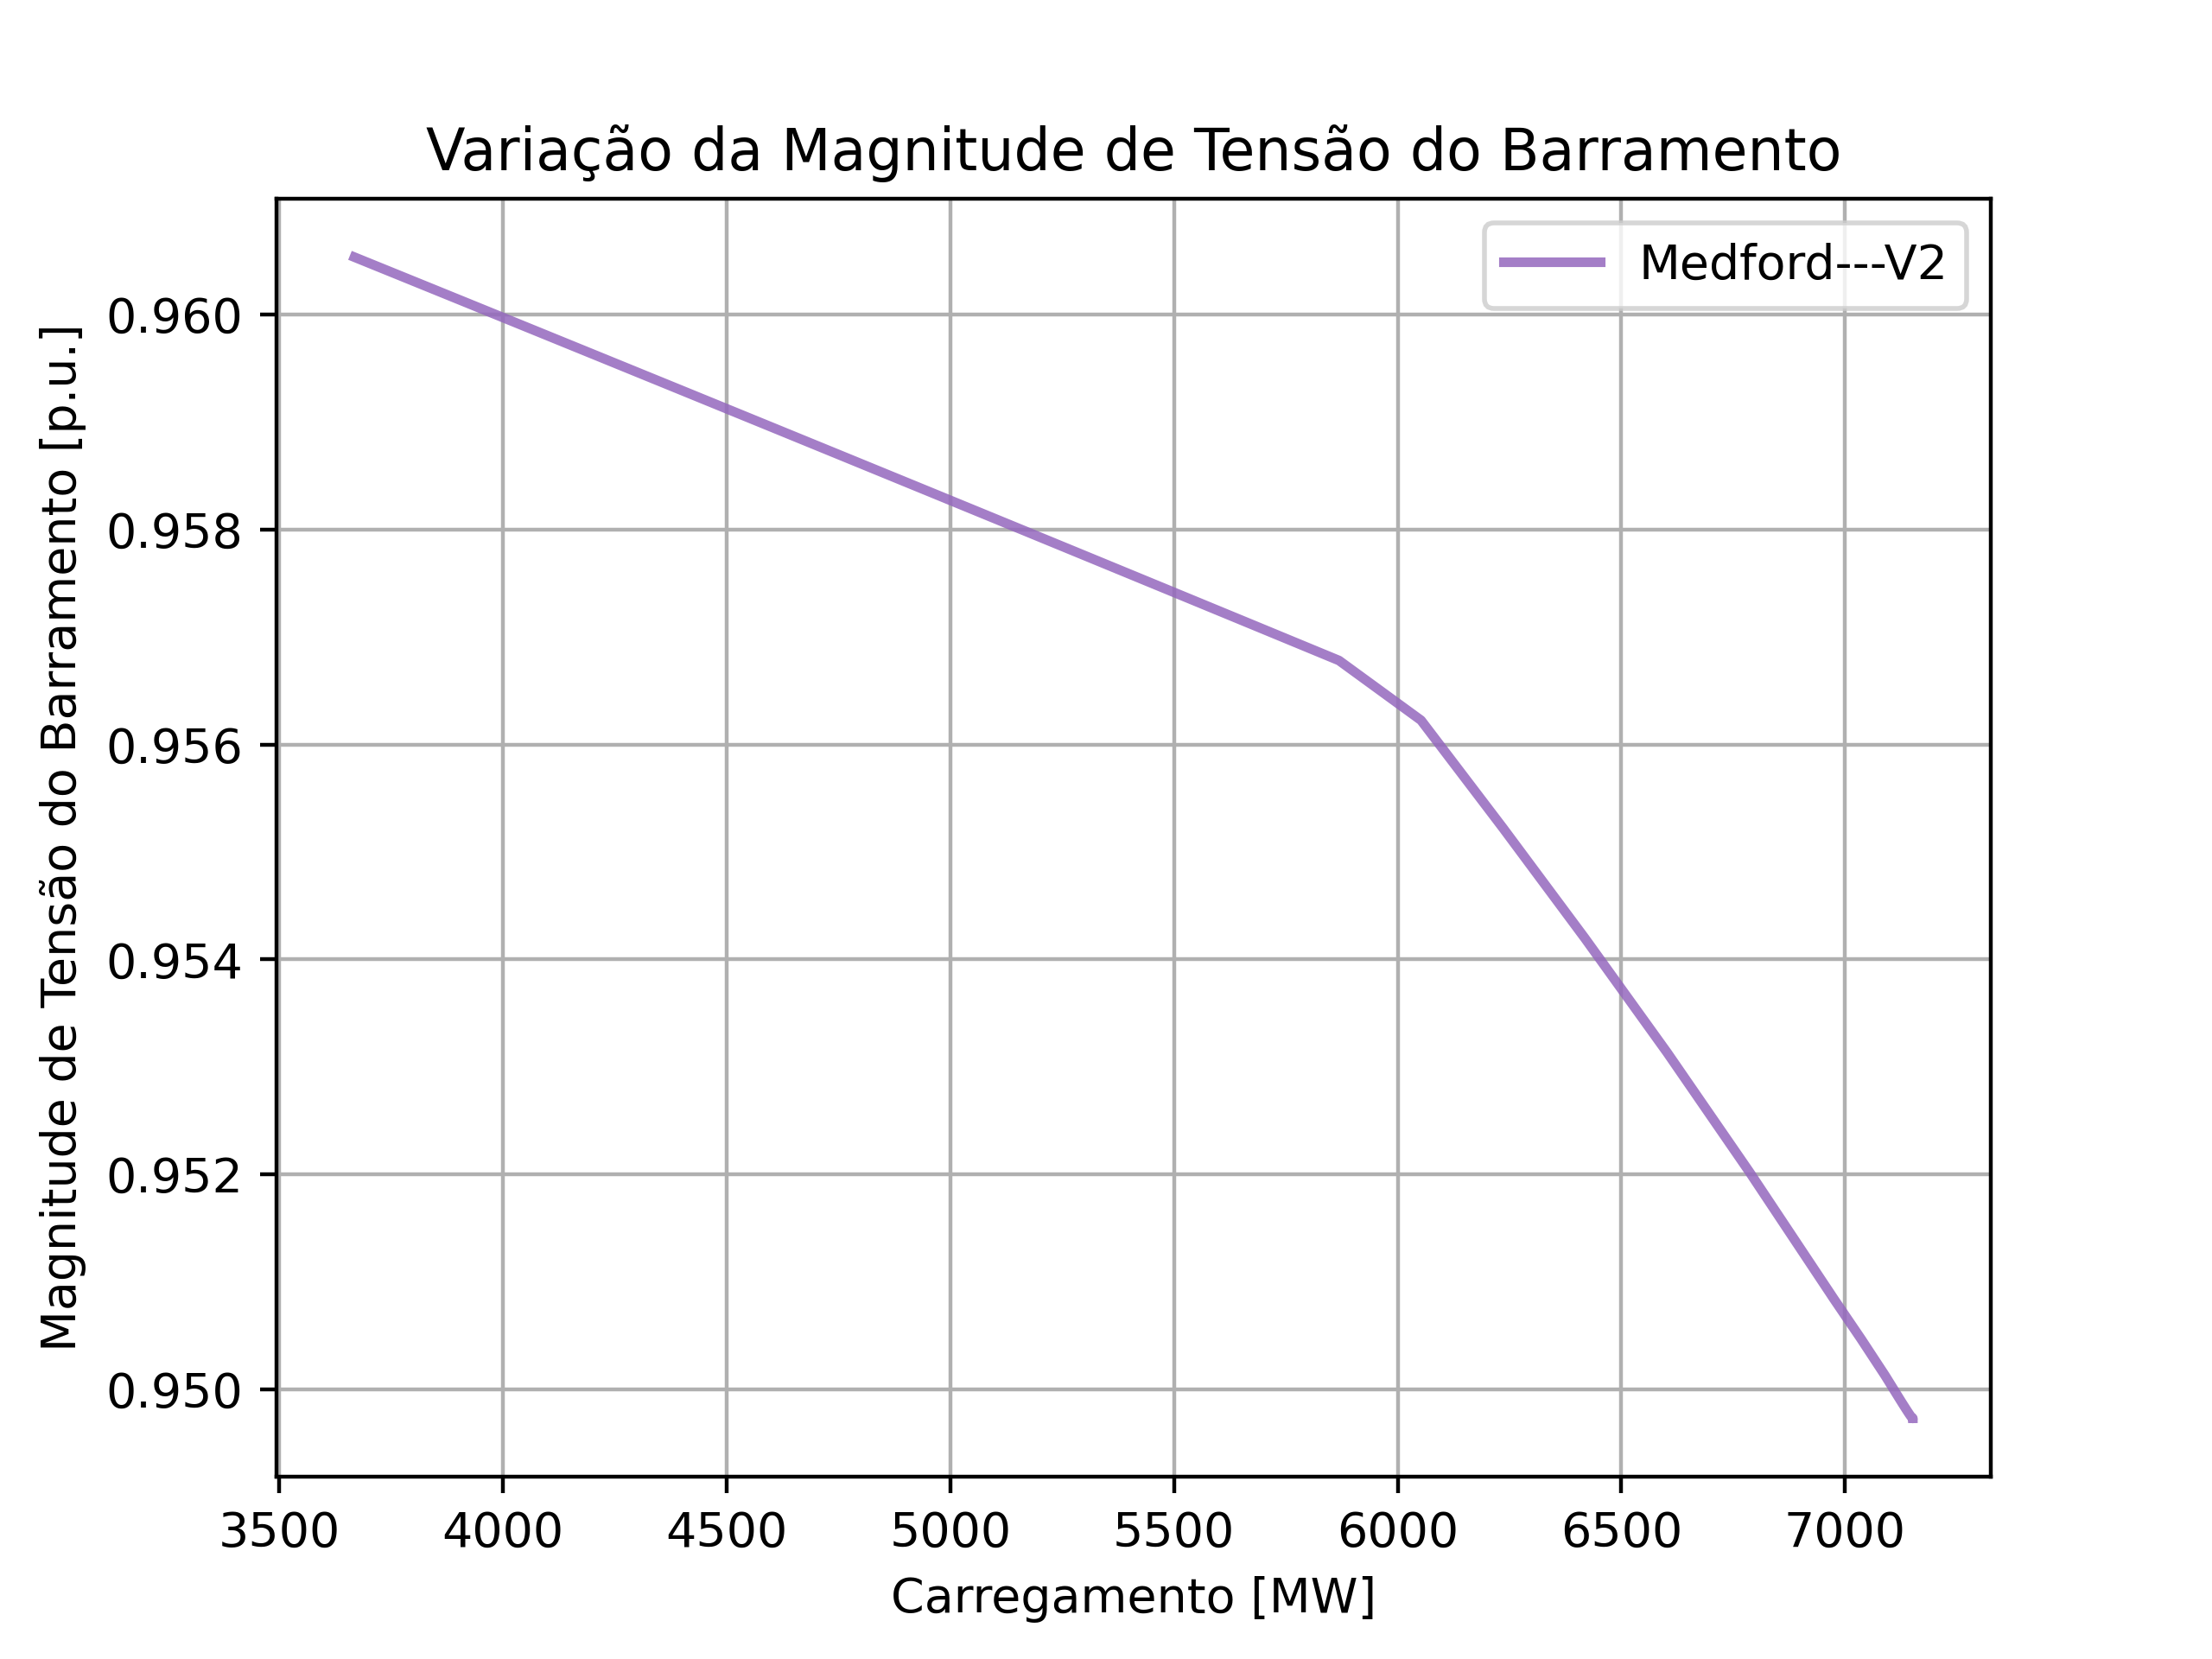 Variação da Magnitude de Tensão do Barramento
Medford---V2
Magnitude de Tensão do Barramento [p.u.]
0.960
0.958
0.956
0.954
0.952
0.950
3500 4000 4500 5000 5500 6000 6500 7000
Carregamento [MW]